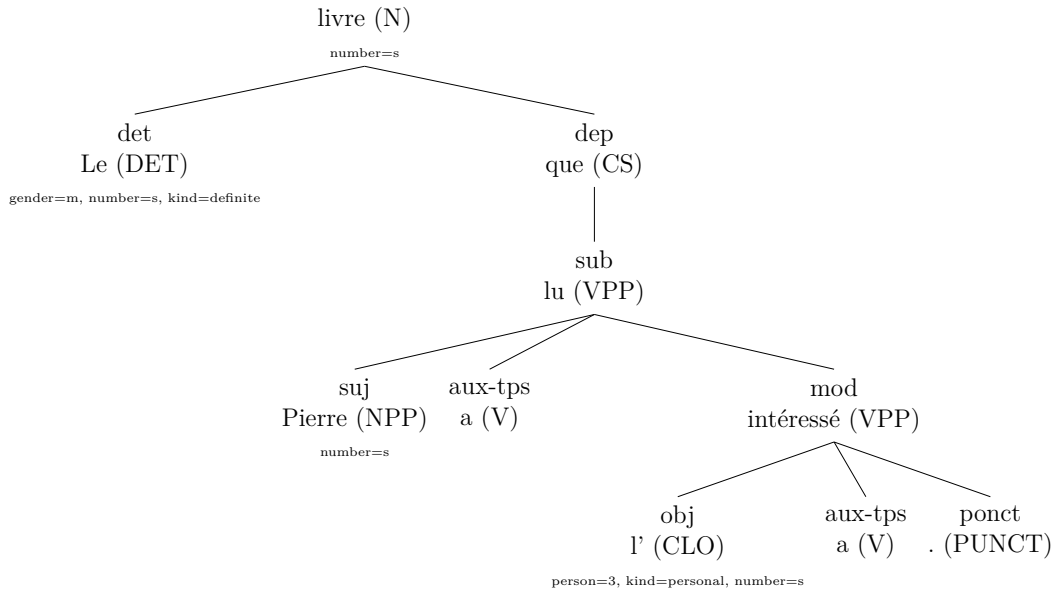 livre (N)
number=s
det
Le (DET)
gender=m, number=s, kind=definite
dep
que (CS)
sub
lu (VPP)
suj
Pierre (NPP)
number=s
aux-tps
a (V)
mod
intéressé (VPP)
obj
l' (CLO)
person=3, kind=personal, number=s
aux-tps
a (V)
ponct
. (PUNCT)